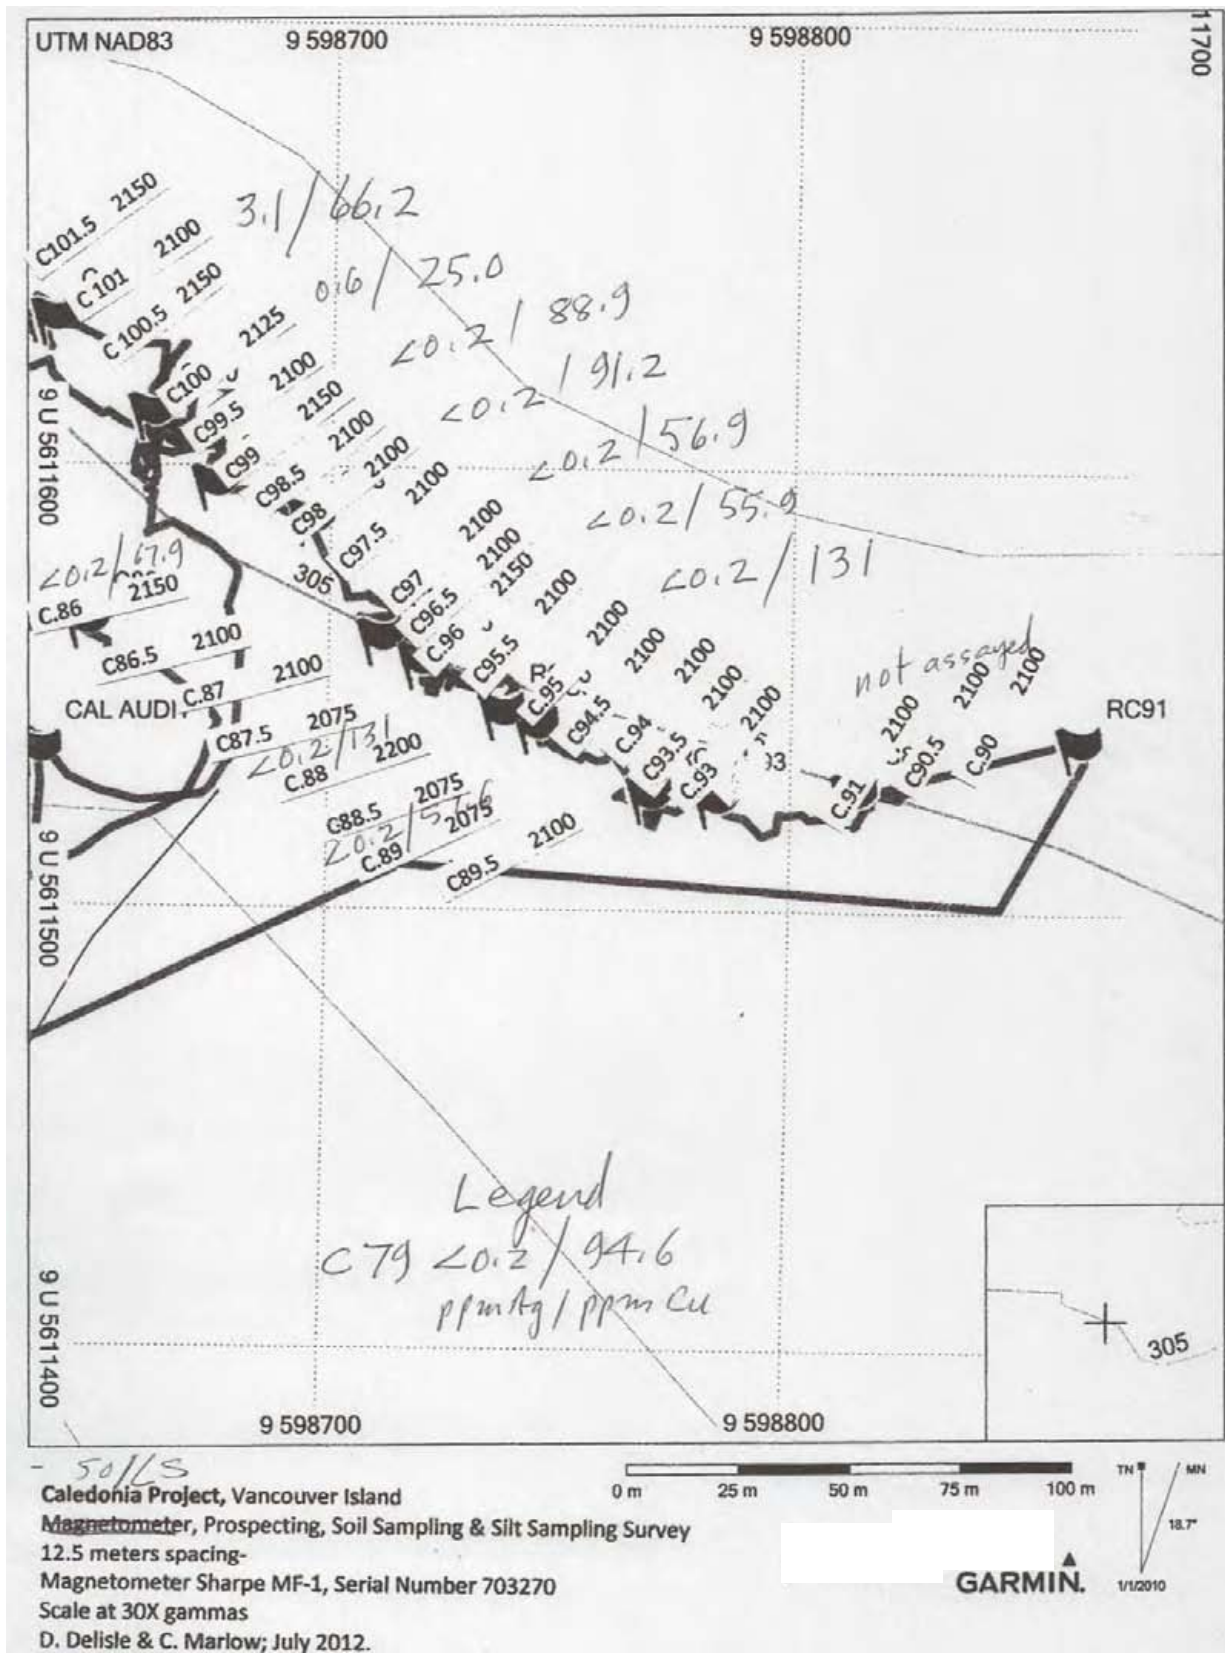 UTM NAD83
9 598700
9 598800
11700
C101.5 2150
C 101 2100
3.1/66.2
C 100.5 2150
0.6/25.0
C100 2125
<0.2/88.9
C99.5 2100
<0.2/91.2
C99 2150
<0.2/56.9
C98.5 2100
C98 2100
<0.2/55.9
C97.5 2100
<0.2/131
C97 2100
C96.5 2100
C.96 2150
C95.5 2100
C.95 2100
C94.5 2100
C.94 2100
C93.5 2100
C.93 2100
not assayed
C.91 2100
C90.5 2100
C.90 2100
RC91
9 U 5611600
305
<0.2/67.9
C.86 2150
C86.5 2100
C.87 2100
CAL AUDI
C87.5 2075
<0.2/131
C.88 2200
C88.5 2075
C.89 2075
C89.5 2100
9 U 5611500
Legend
C79 <0.2/94.6
ppm Ag/ppm Cu
9 U 5611400
305
9 598700
9 598800
- SOILS
Caledonia Project, Vancouver Island
Magnetometer, Prospecting, Soil Sampling & Silt Sampling Survey
12.5 meters spacing-
Magnetometer Sharpe MF-1, Serial Number 703270
Scale at 30X gammas
D. Delisle & C. Marlow; July 2012.
0 m 25 m 50 m 75 m 100 m
TN MN
18.7°
GARMIN.
1/1/2010